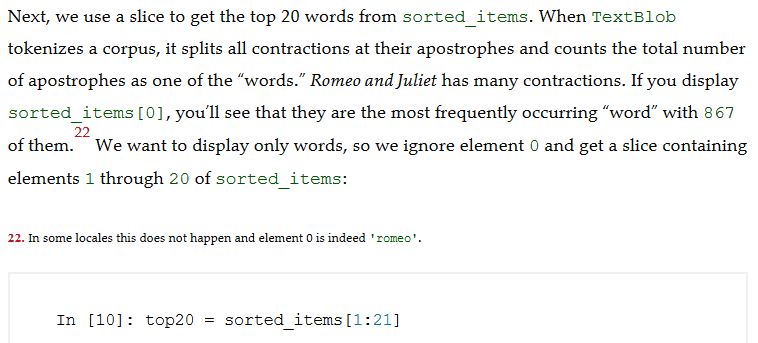 Next, we use a slice to get the top 20 words from sorted_items. When TextBlob
tokenizes a corpus, it splits all contractions at their apostrophes and counts the total number
of apostrophes as one of the “words.” Romeo and Juliet has many contractions. If you display
sorted_items[0], you’ll see that they are the most frequently occurring “word” with 867
of them.22 We want to display only words, so we ignore element 0 and get a slice containing
elements 1 through 20 of sorted_items:
22. In some locales this does not happen and element 0 is indeed 'romeo'.
In [10]: top20 = sorted_items[1:21]